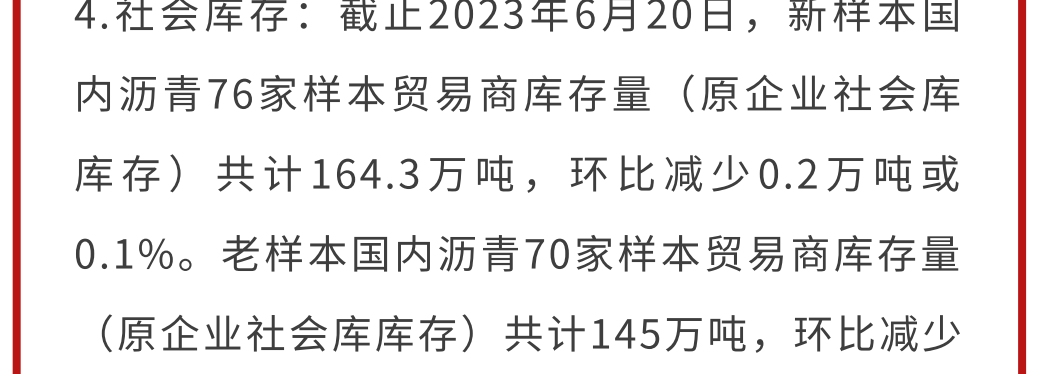 4.社会库存：截止2023年6月20日，新样本国
内沥青76家样本贸易商库存量（原企业社会库
库存）共计164.3万吨，环比减少0.2万吨或
0.1%。老样本国内沥青70家样本贸易商库存量
（原企业社会库库存）共计145万吨，环比减少